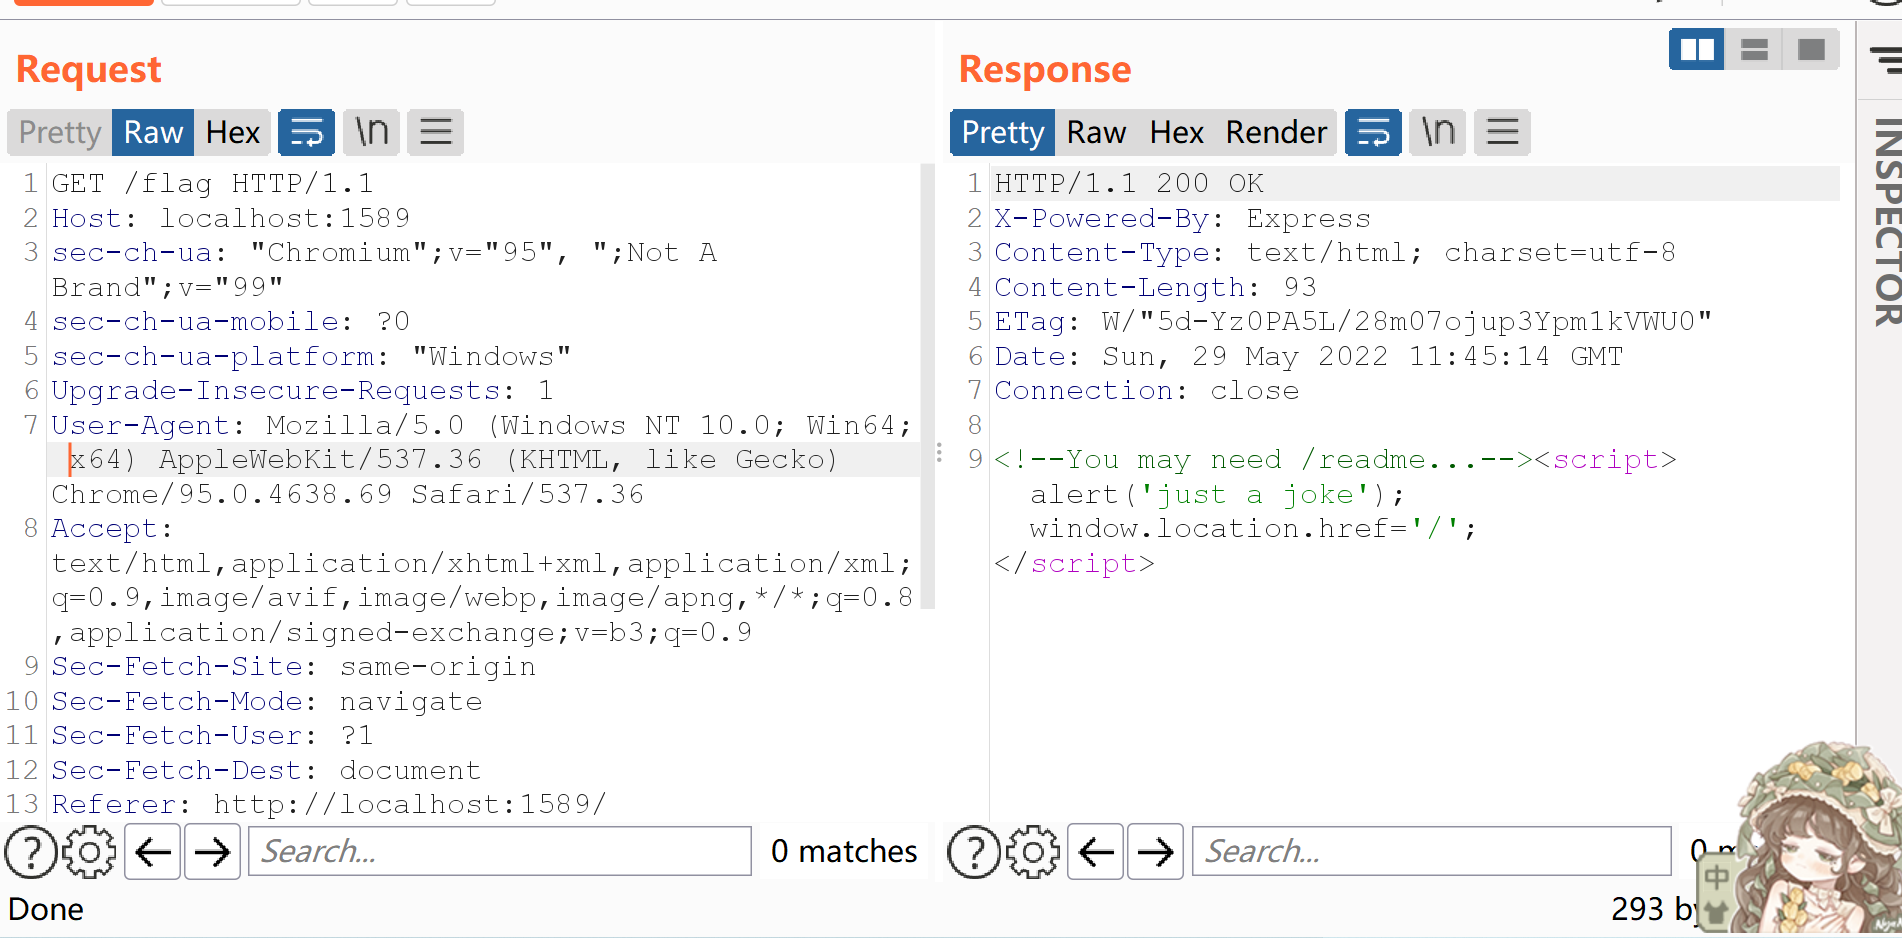 Request
Pretty Raw Hex \n
1 GET /flag HTTP/1.1
2 Host: localhost:1589
3 sec-ch-ua: "Chromium";v="95", ";Not A
Brand";v="99"
4 sec-ch-ua-mobile: ?0
5 sec-ch-ua-platform: "Windows"
6 Upgrade-Insecure-Requests: 1
7 User-Agent: Mozilla/5.0 (Windows NT 10.0; Win64;
x64) AppleWebKit/537.36 (KHTML, like Gecko)
Chrome/95.0.4638.69 Safari/537.36
8 Accept:
text/html,application/xhtml+xml,application/xml;
q=0.9,image/avif,image/webp,image/apng,*/*;q=0.8
,application/signed-exchange;v=b3;q=0.9
9 Sec-Fetch-Site: same-origin
10 Sec-Fetch-Mode: navigate
11 Sec-Fetch-User: ?1
12 Sec-Fetch-Dest: document
13 Referer: http://localhost:1589/
? Search... 0 matches
Done
Response
Pretty Raw Hex Render \n
1 HTTP/1.1 200 OK
2 X-Powered-By: Express
3 Content-Type: text/html; charset=utf-8
4 Content-Length: 93
5 ETag: W/"5d-Yz0PA5L/28m07ojup3Ypm1kVWU0"
6 Date: Sun, 29 May 2022 11:45:14 GMT
7 Connection: close
8
9 <!--You may need /readme...--><script>
alert('just a joke');
window.location.href='/';
</script>
? Search... 0
293
中
INSPECTOR